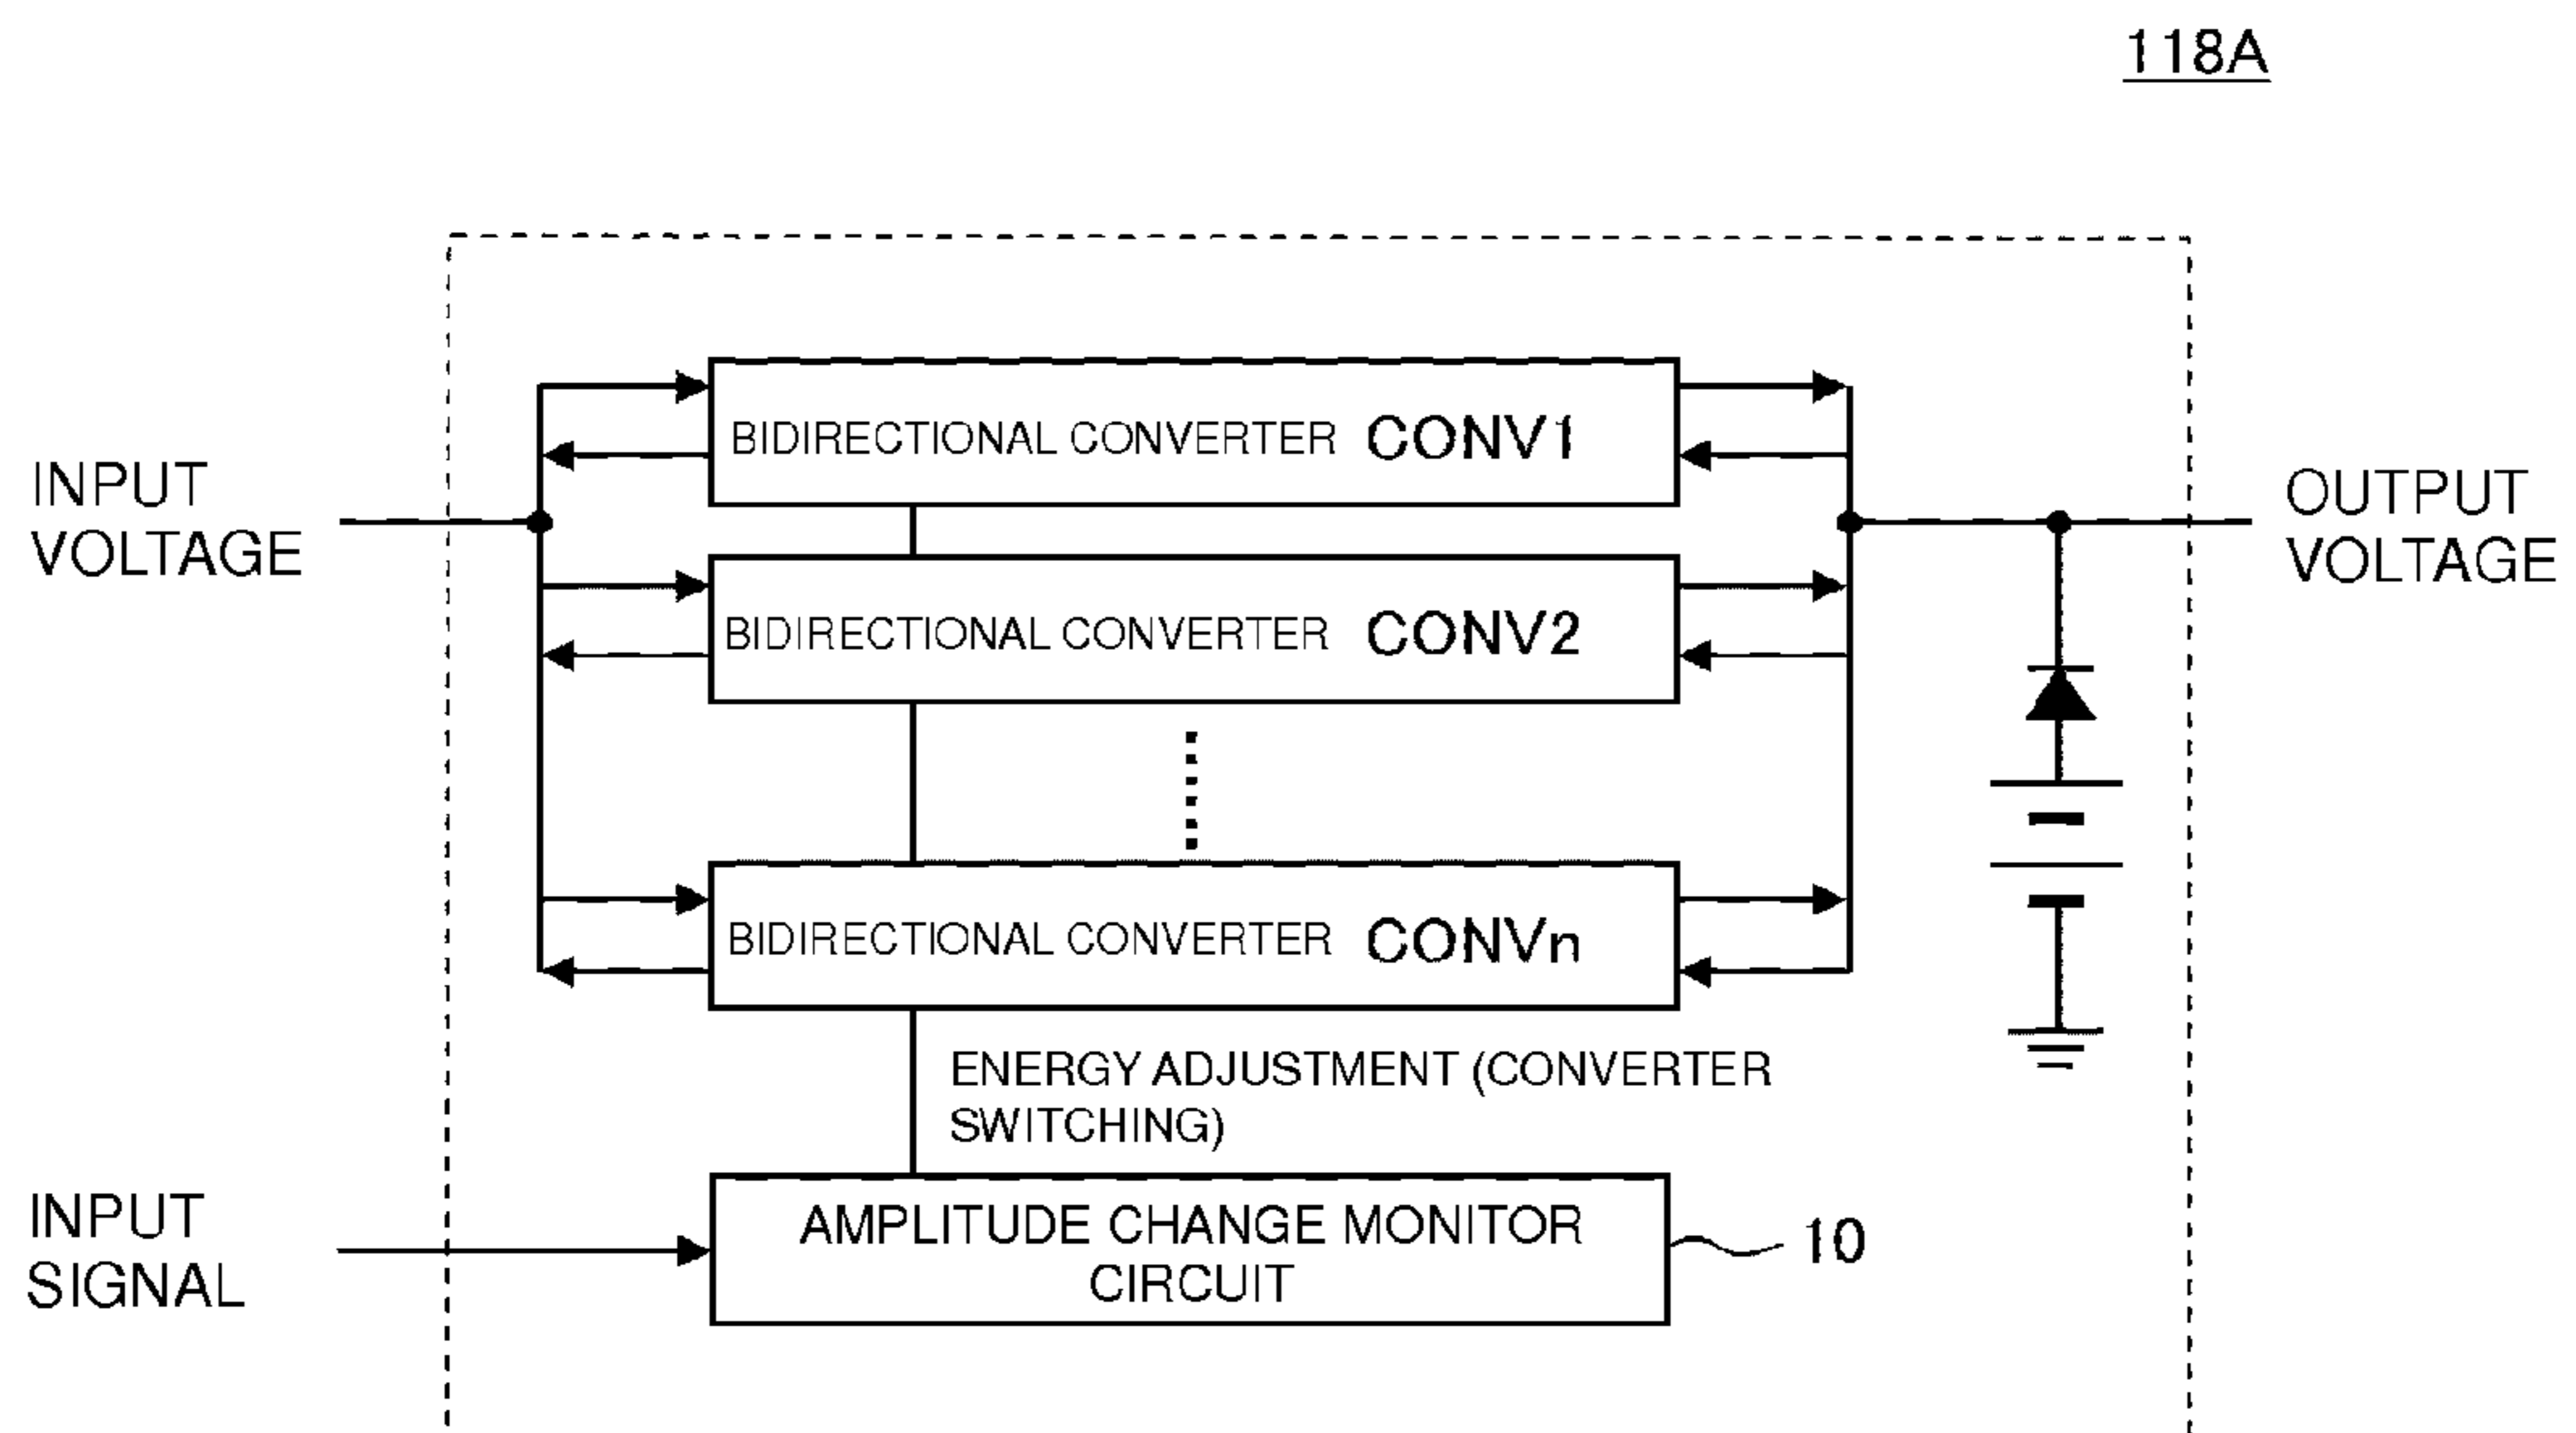 118A
BIDIRECTIONAL CONVERTER CONV1
INPUT
VOLTAGE
OUTPUT
VOLTAGE
BIDIRECTIONAL CONVERTER CONV2
BIDIRECTIONAL CONVERTER CONVn
ENERGY ADJUSTMENT (CONVERTER
SWITCHING)
INPUT
SIGNAL
AMPLITUDE CHANGE MONITOR
CIRCUIT
10